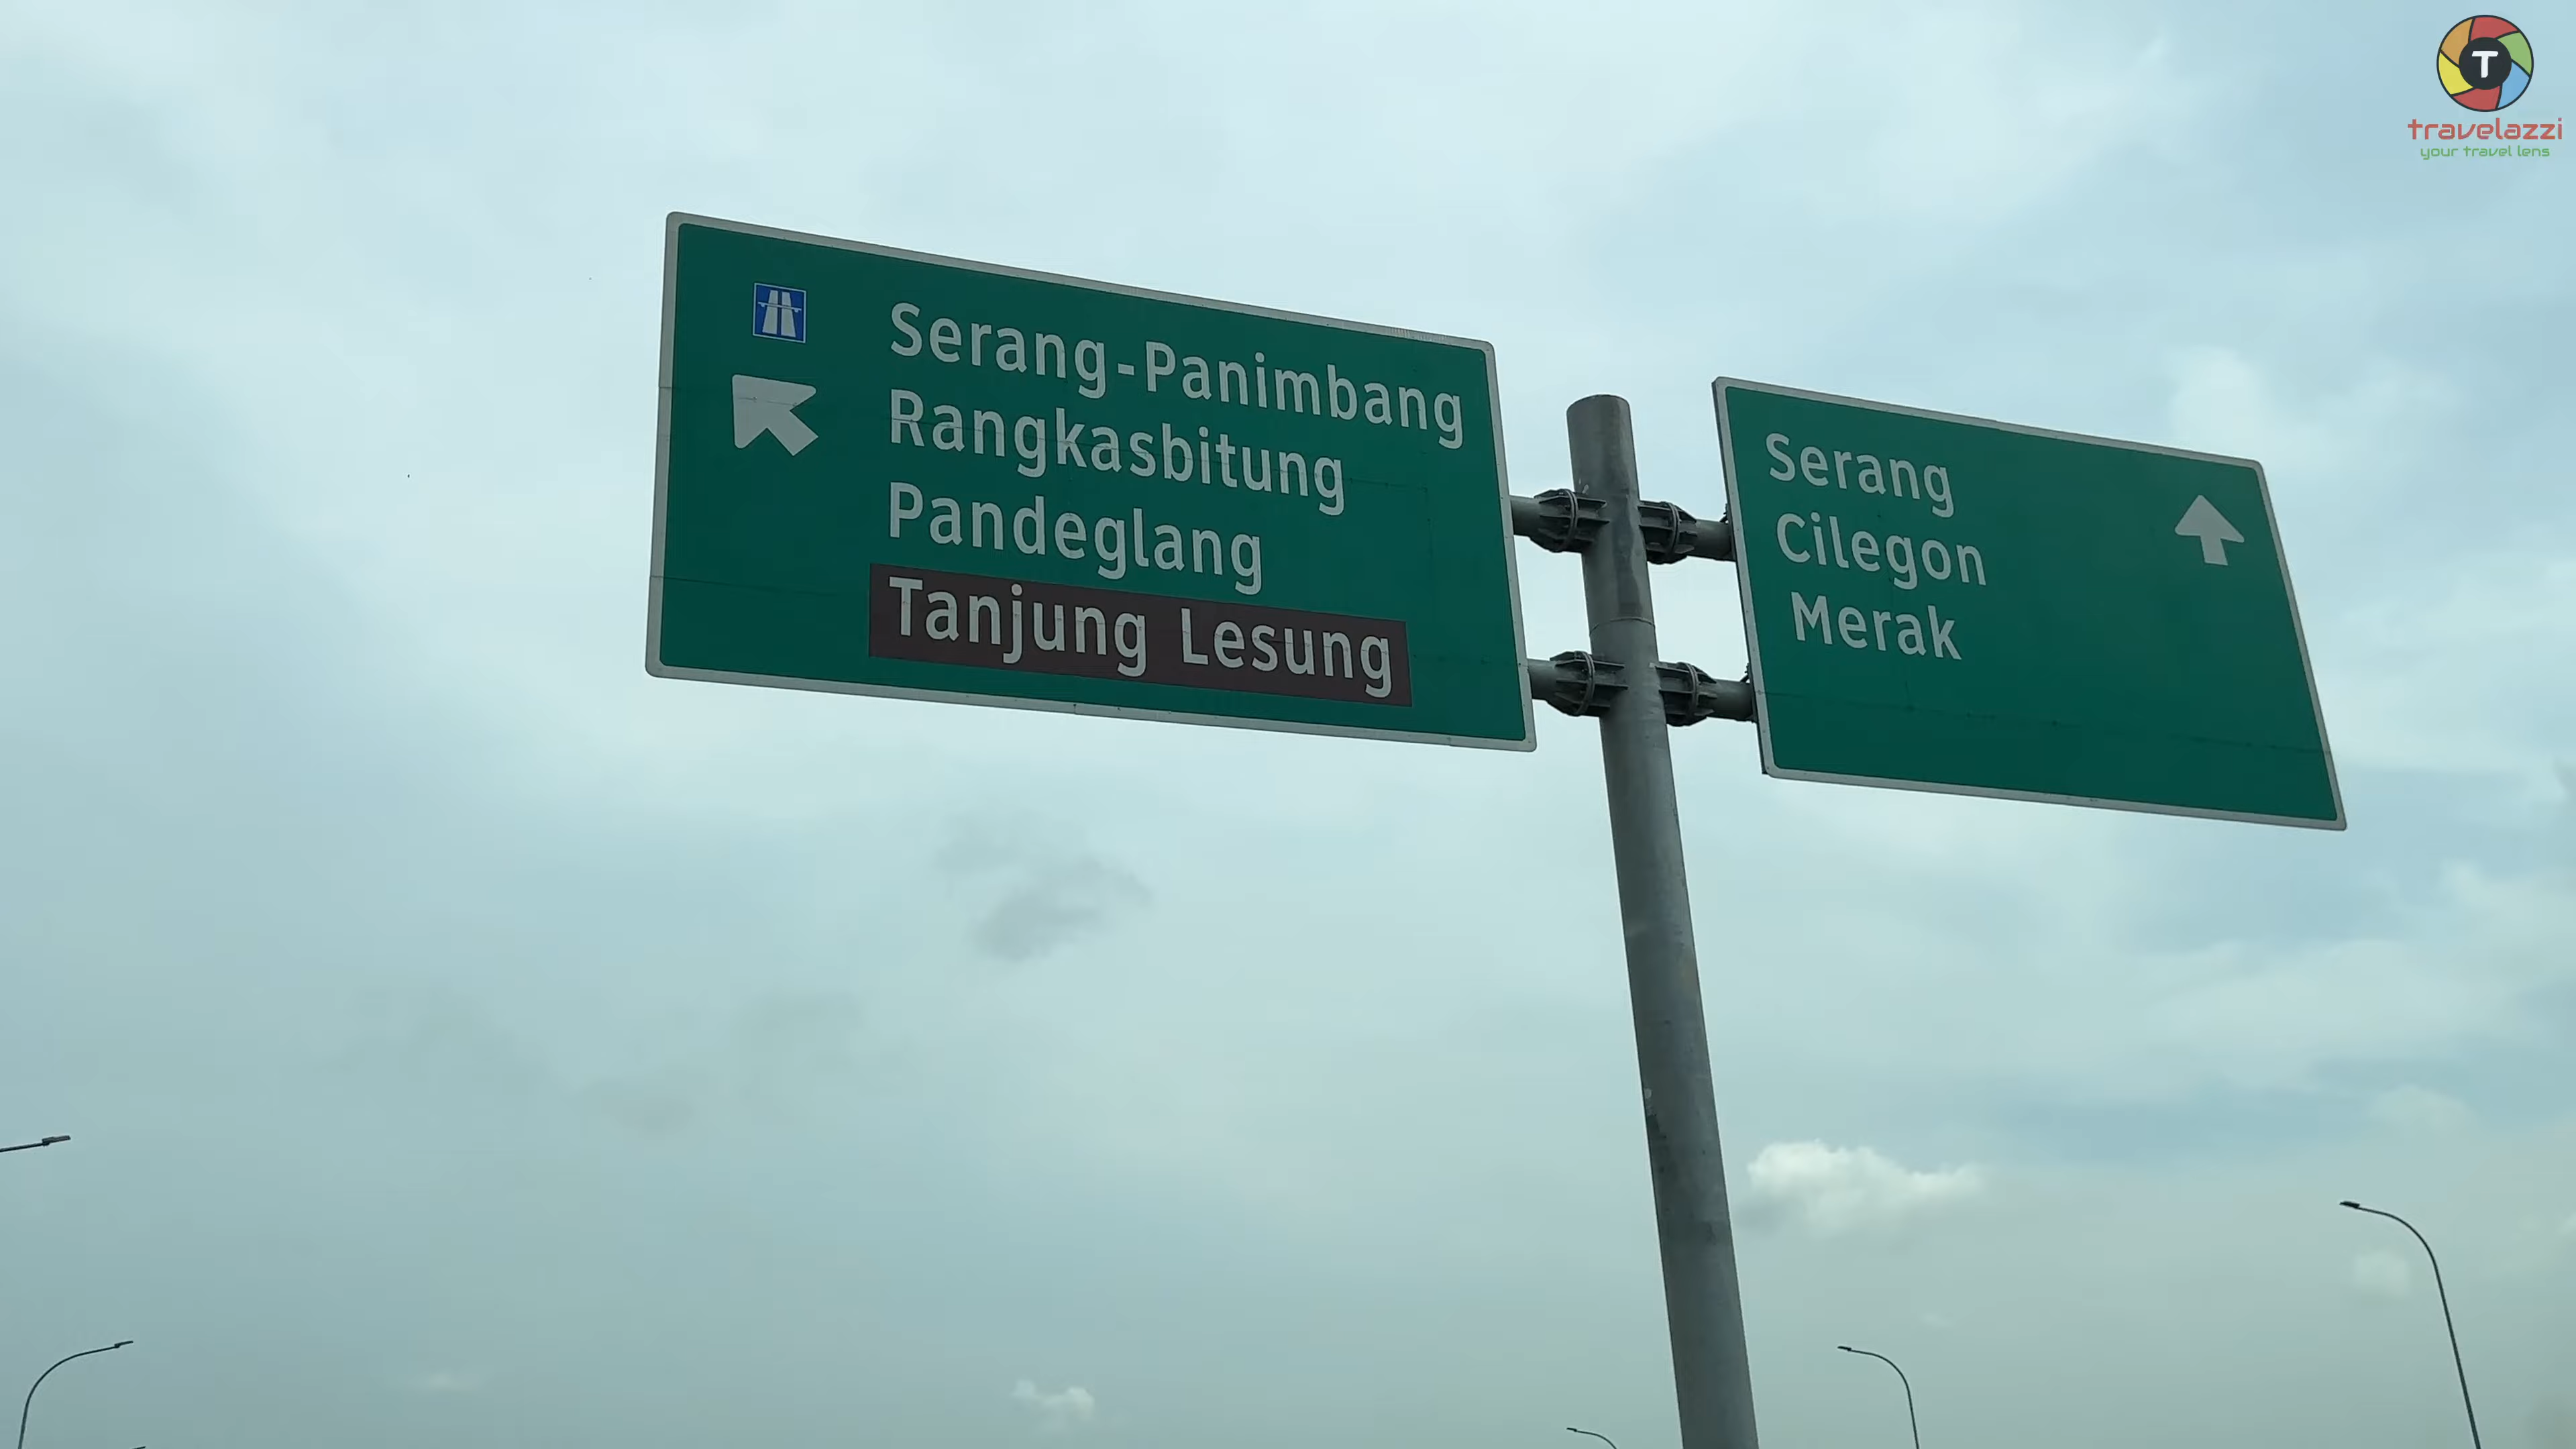 T
travelazzi
your travel lens
Serang-Panimbang
Rangkasbitung
Pandeglang
Tanjung Lesung
Serang
Cilegon
Merak